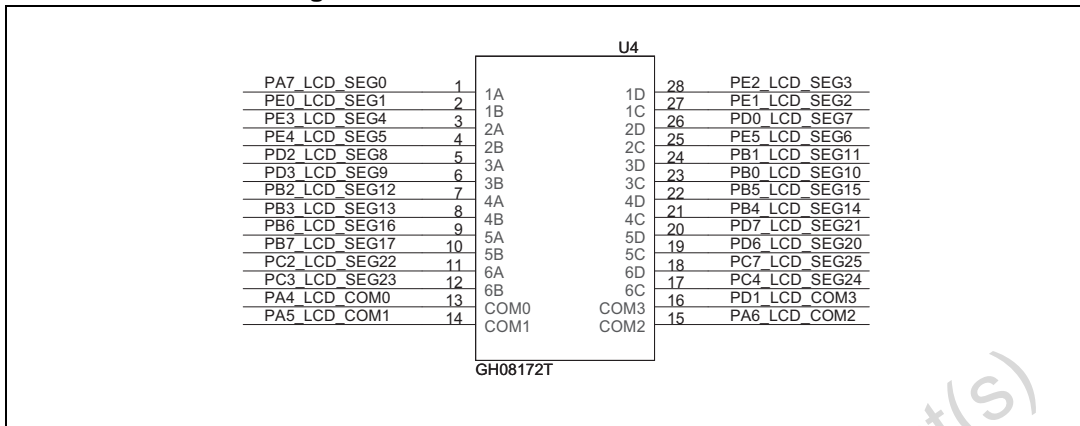 U4
PA7_LCD_SEG0 1 1A 1D 28 PE2_LCD_SEG3
PE0_LCD_SEG1 2 1B 1C 27 PE1_LCD_SEG2
PE3_LCD_SEG4 3 2A 2D 26 PD0_LCD_SEG7
PE4_LCD_SEG5 4 2B 2C 25 PE5_LCD_SEG6
PD2_LCD_SEG8 5 3A 3D 24 PB1_LCD_SEG11
PD3_LCD_SEG9 6 3B 3C 23 PB0_LCD_SEG10
PB2_LCD_SEG12 7 4A 4D 22 PB5_LCD_SEG15
PB3_LCD_SEG13 8 4B 4C 21 PB4_LCD_SEG14
PB6_LCD_SEG16 9 5A 5D 20 PD7_LCD_SEG21
PB7_LCD_SEG17 10 5B 5C 19 PD6_LCD_SEG20
PC2_LCD_SEG22 11 6A 6D 18 PC7_LCD_SEG25
PC3_LCD_SEG23 12 6B 6C 17 PC4_LCD_SEG24
PA4_LCD_COM0 13 COM0 COM3 16 PD1_LCD_COM3
PA5_LCD_COM1 14 COM1 COM2 15 PA6_LCD_COM2
GH08172T
t(s)